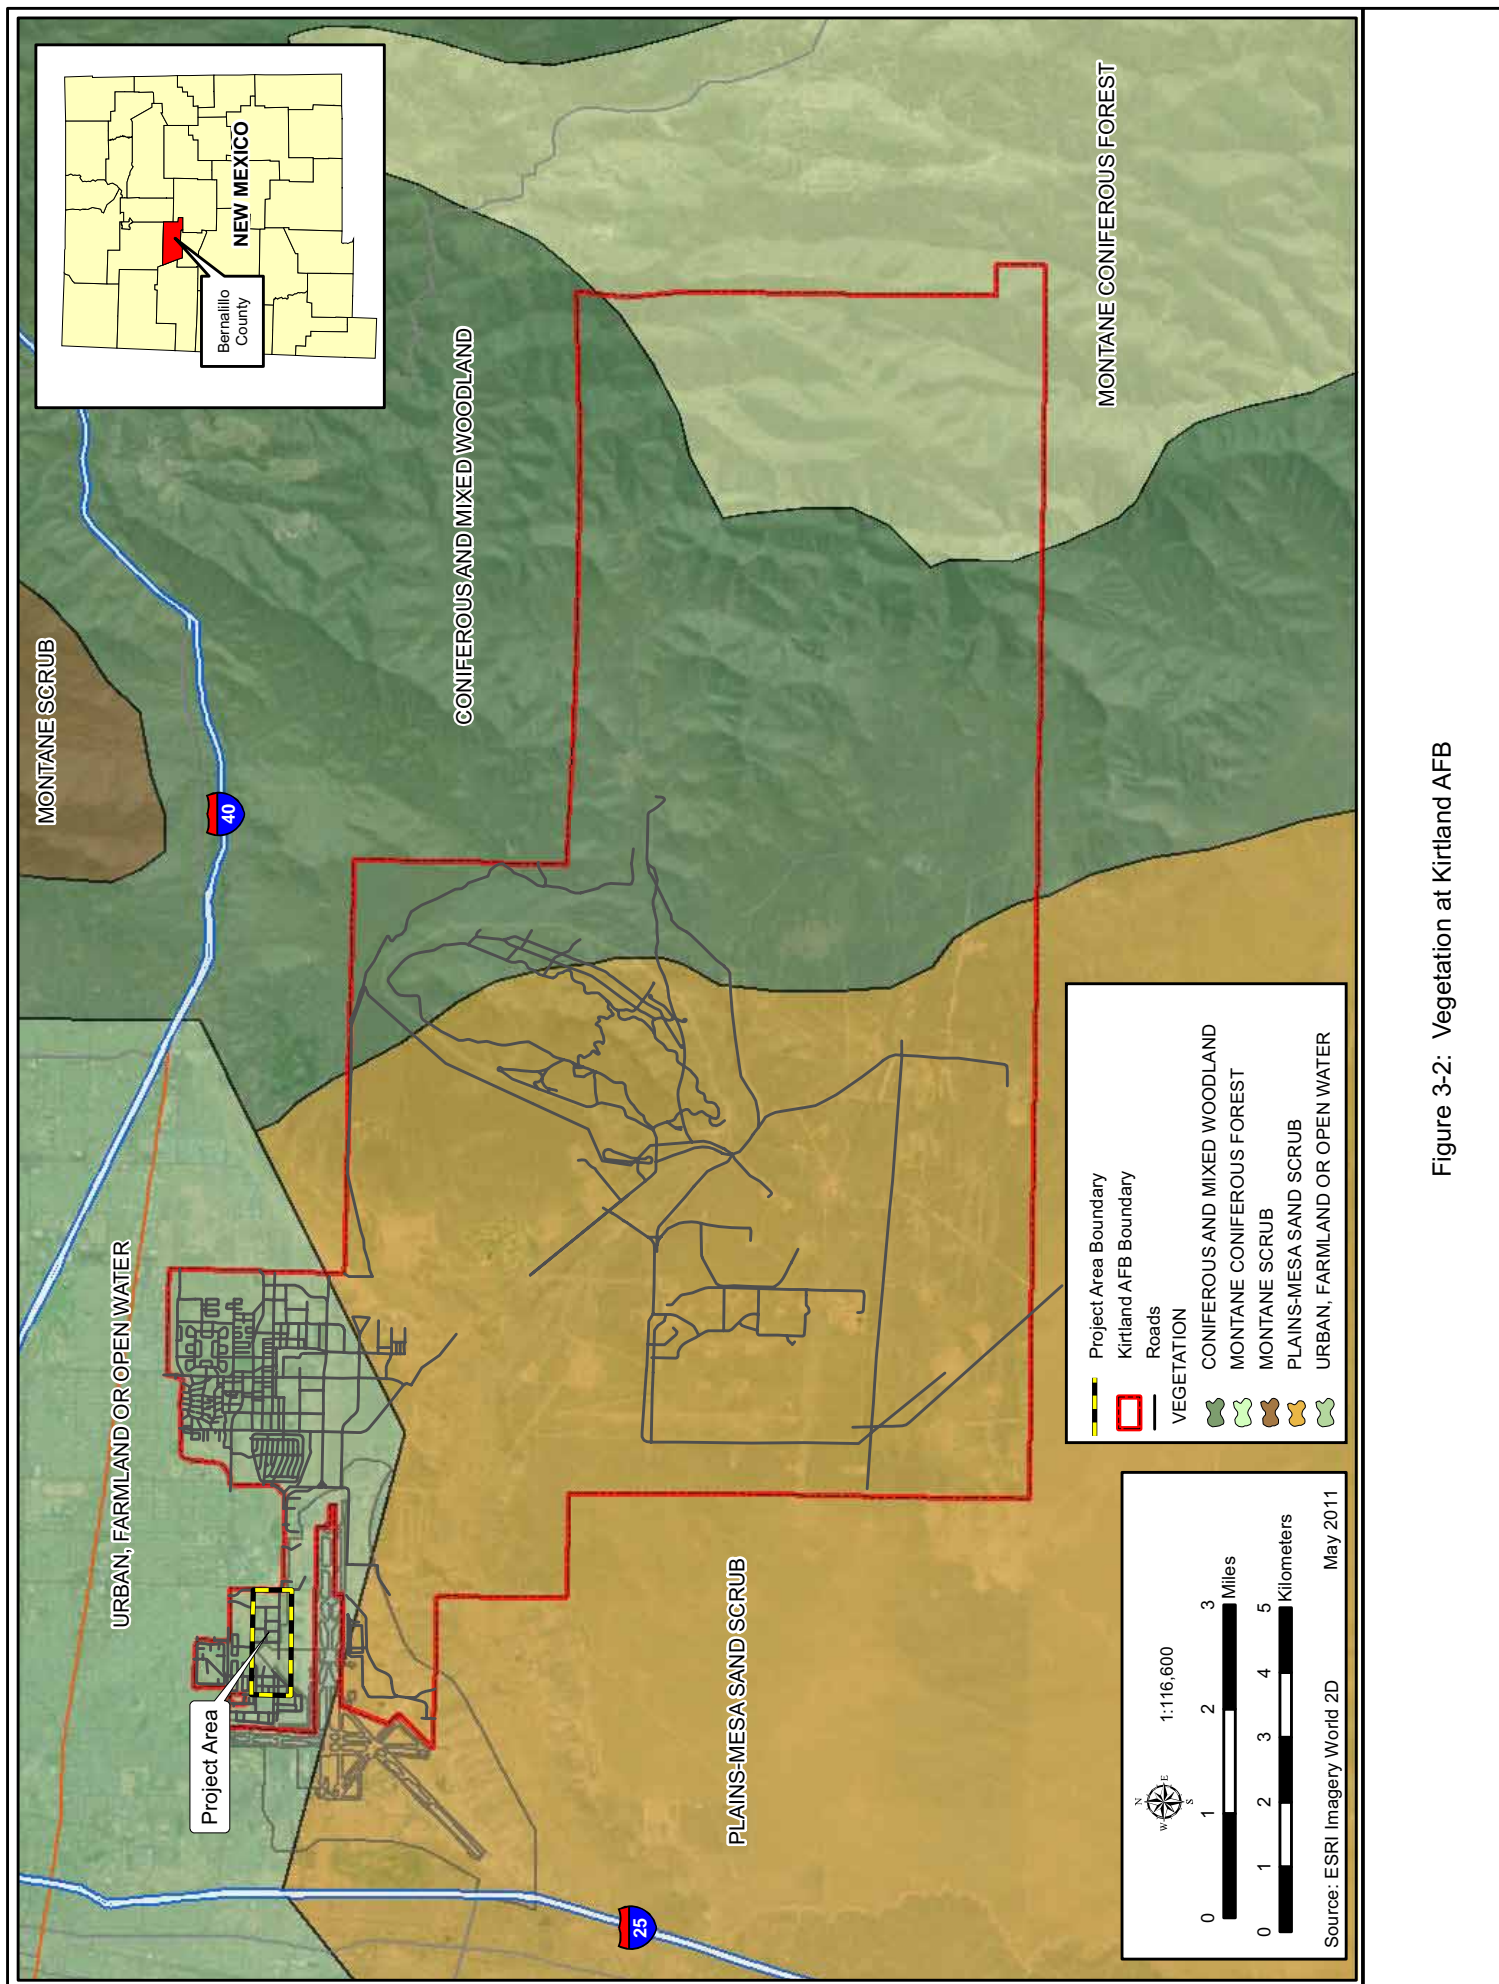 MONTANE SCRUB
40
URBAN, FARMLAND OR OPEN WATER
CONIFEROUS AND MIXED WOODLAND
NEW MEXICO
Bernalillo
County
Project Area
PLAINS-MESA SAND SCRUB
MONTANE CONIFEROUS FOREST
25
N
W
E
S
1:116,600
0
1
2
3
Miles
0
1
2
3
4
5
Kilometers
Source: ESRI Imagery World 2D
May 2011
Project Area Boundary
Kirtland AFB Boundary
Roads
VEGETATION
CONIFEROUS AND MIXED WOODLAND
MONTANE CONIFEROUS FOREST
MONTANE SCRUB
PLAINS-MESA SAND SCRUB
URBAN, FARMLAND OR OPEN WATER
Figure 3-2: Vegetation at Kirtland AFB